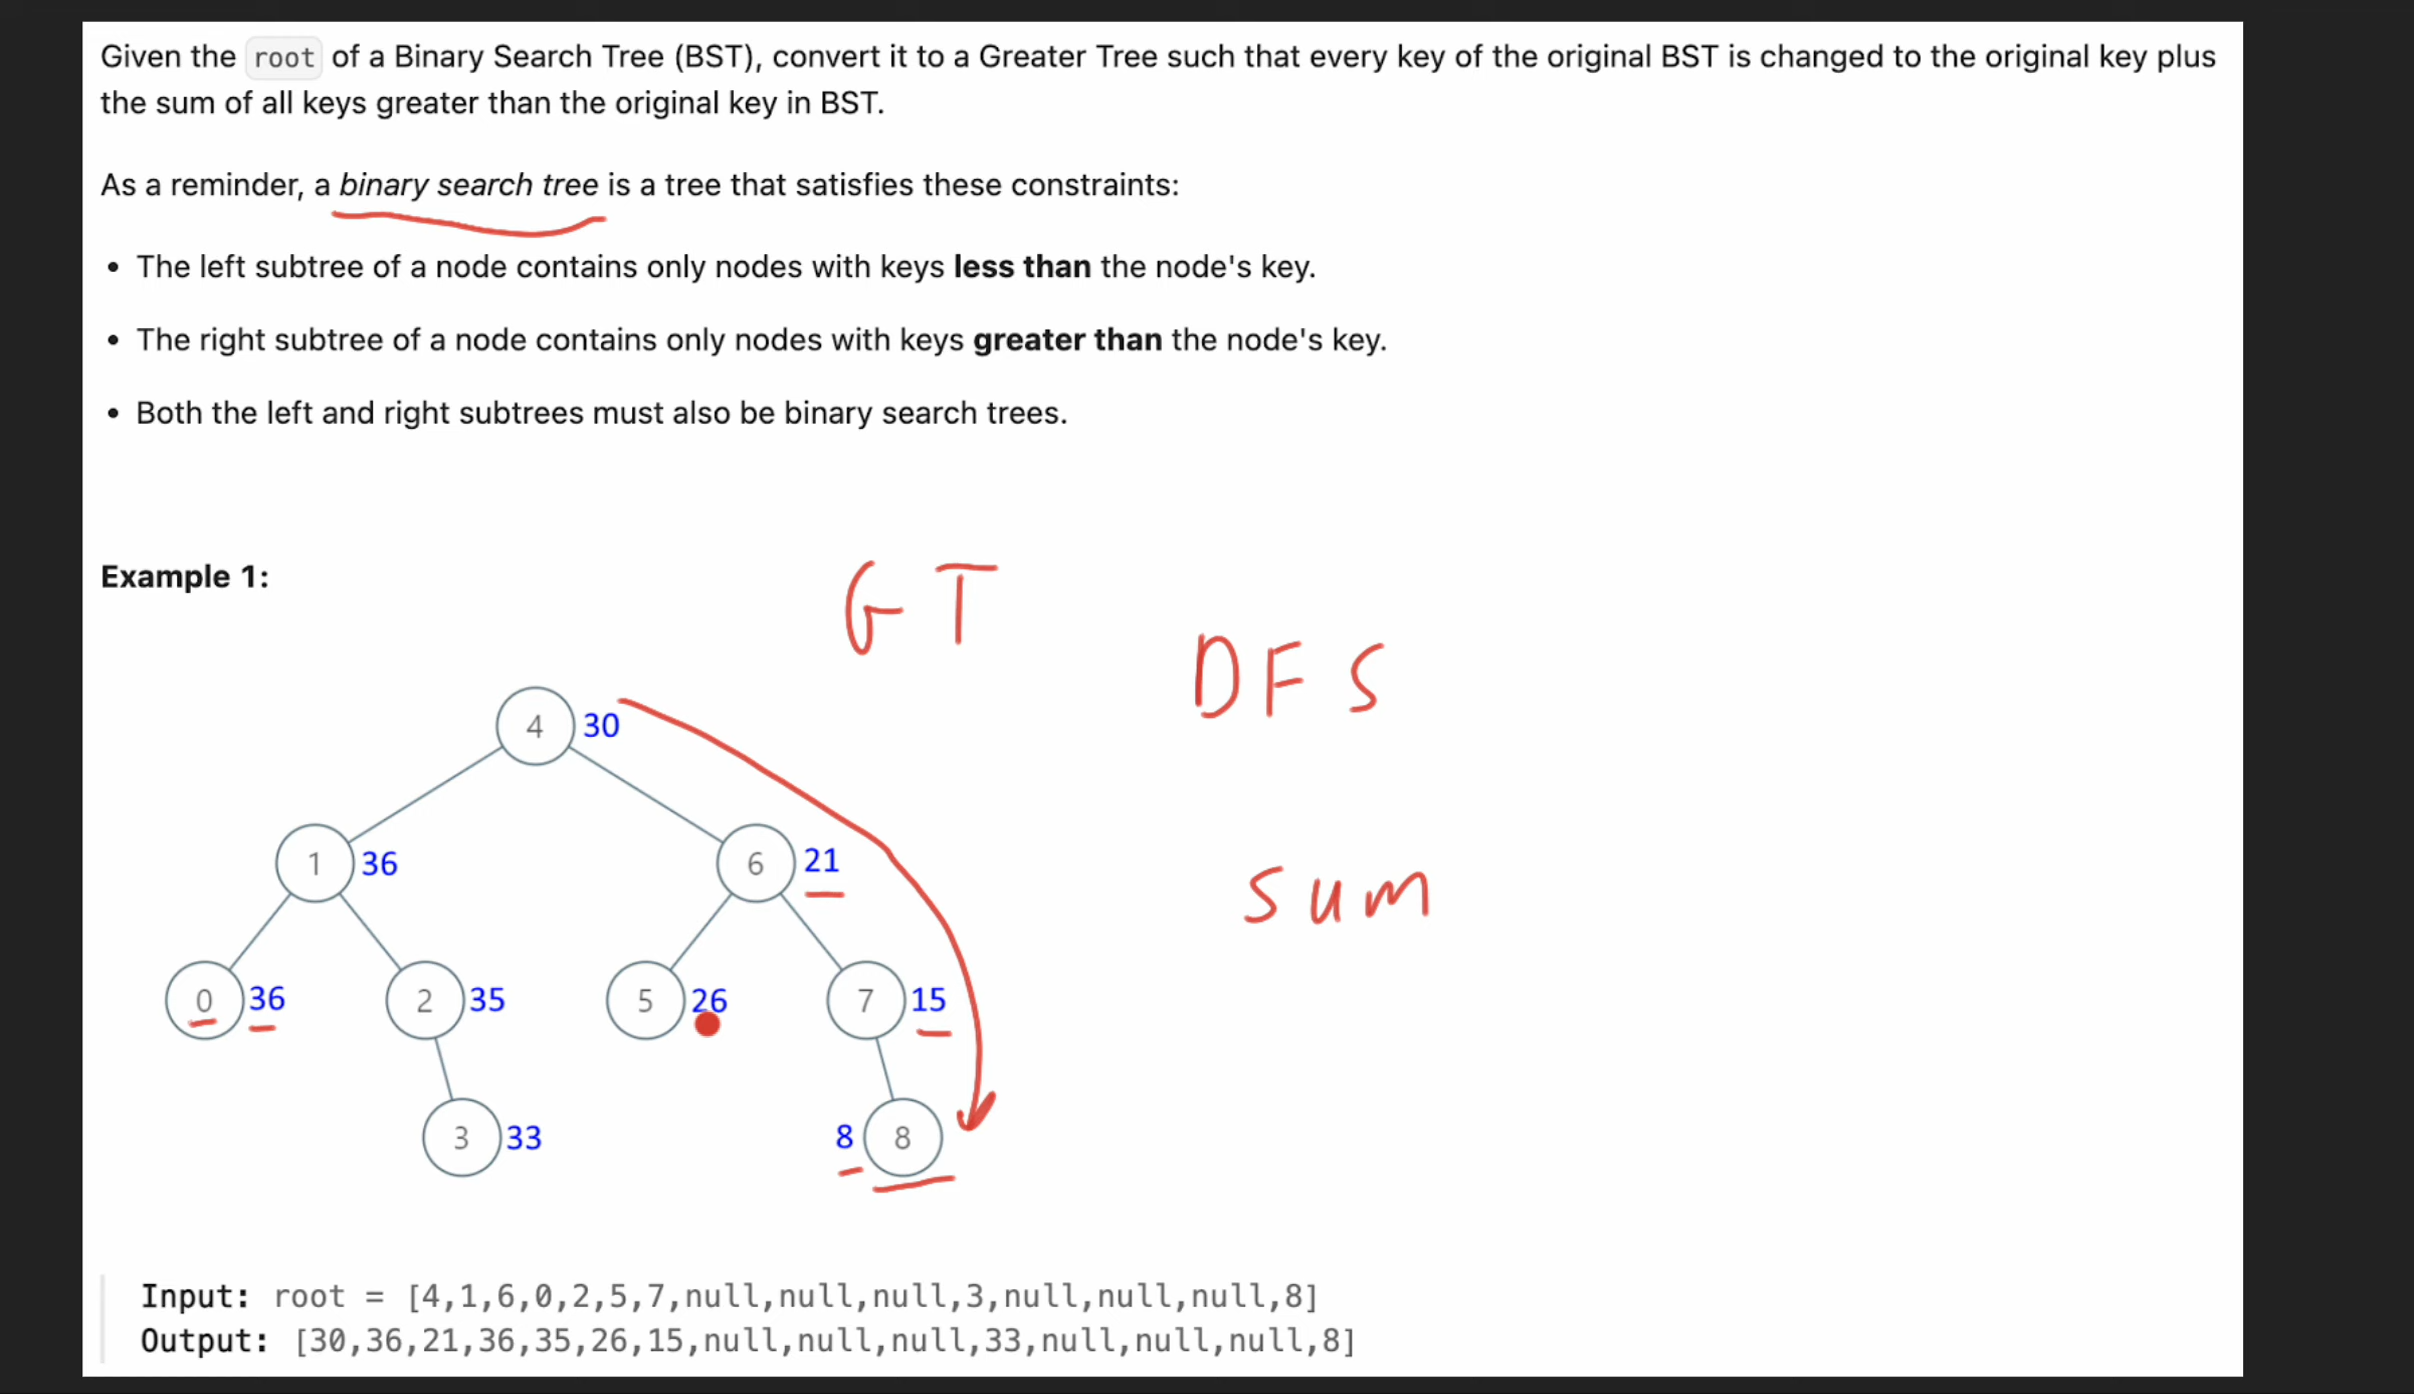 Given the root of a Binary Search Tree (BST), convert it to a Greater Tree such that every key of the original BST is changed to the original key plus
the sum of all keys greater than the original key in BST.
As a reminder, a binary search tree is a tree that satisfies these constraints:
• The left subtree of a node contains only nodes with keys less than the node's key.
• The right subtree of a node contains only nodes with keys greater than the node's key.
• Both the left and right subtrees must also be binary search trees.
Example 1:
GT
DFS
4 30
1 36
6 21
sum
0 36
2 35
5 26
7 15
3 33
8 8
Input: root = [4,1,6,0,2,5,7,null,null,null,3,null,null,null,8]
Output: [30,36,21,36,35,26,15,null,null,null,33,null,null,null,8]